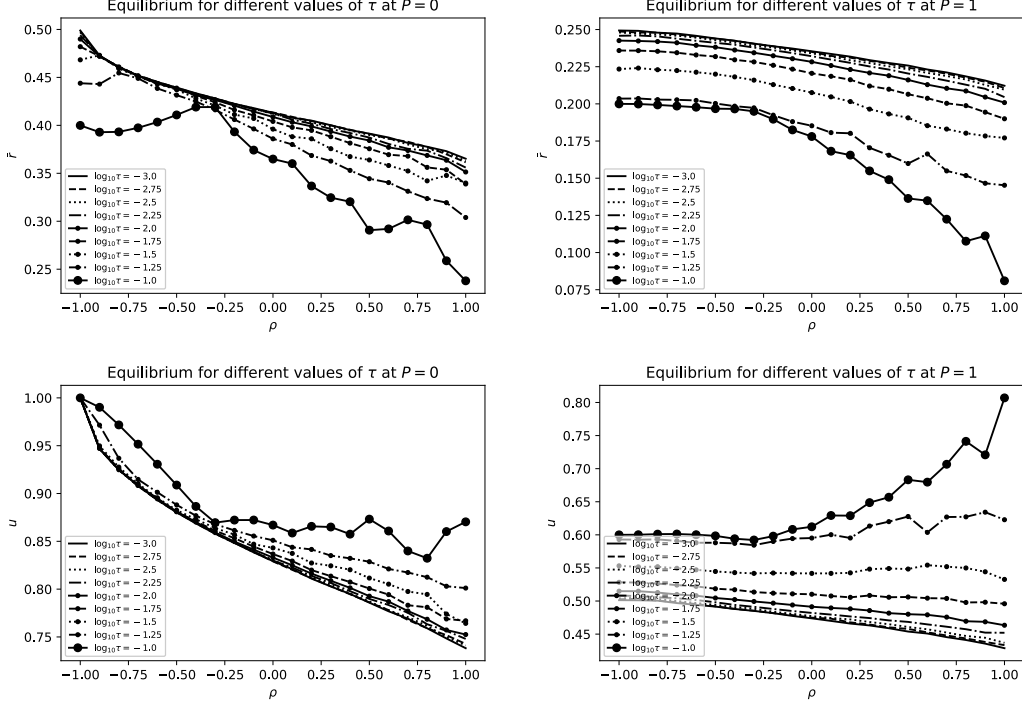 Equilibrium for different values of τ at P = 0
0.50
0.45
0.40
0.35
0.30
0.25
r̄
log₁₀τ = −3.0
log₁₀τ = −2.75
log₁₀τ = −2.5
log₁₀τ = −2.25
log₁₀τ = −2.0
log₁₀τ = −1.75
log₁₀τ = −1.5
log₁₀τ = −1.25
log₁₀τ = −1.0
−1.00 −0.75 −0.50 −0.25 0.00 0.25 0.50 0.75 1.00
ρ
Equilibrium for different values of τ at P = 1
0.250
0.225
0.200
0.175
0.150
0.125
0.100
0.075
r̄
log₁₀τ = −3.0
log₁₀τ = −2.75
log₁₀τ = −2.5
log₁₀τ = −2.25
log₁₀τ = −2.0
log₁₀τ = −1.75
log₁₀τ = −1.5
log₁₀τ = −1.25
log₁₀τ = −1.0
−1.00 −0.75 −0.50 −0.25 0.00 0.25 0.50 0.75 1.00
ρ
Equilibrium for different values of τ at P = 0
1.00
0.95
0.90
0.85
0.80
0.75
u
log₁₀τ = −3.0
log₁₀τ = −2.75
log₁₀τ = −2.5
log₁₀τ = −2.25
log₁₀τ = −2.0
log₁₀τ = −1.75
log₁₀τ = −1.5
log₁₀τ = −1.25
log₁₀τ = −1.0
−1.00 −0.75 −0.50 −0.25 0.00 0.25 0.50 0.75 1.00
ρ
Equilibrium for different values of τ at P = 1
0.80
0.75
0.70
0.65
0.60
0.55
0.50
0.45
u
log₁₀τ = −3.0
log₁₀τ = −2.75
log₁₀τ = −2.5
log₁₀τ = −2.25
log₁₀τ = −2.0
log₁₀τ = −1.75
log₁₀τ = −1.5
log₁₀τ = −1.25
log₁₀τ = −1.0
−1.00 −0.75 −0.50 −0.25 0.00 0.25 0.50 0.75 1.00
ρ